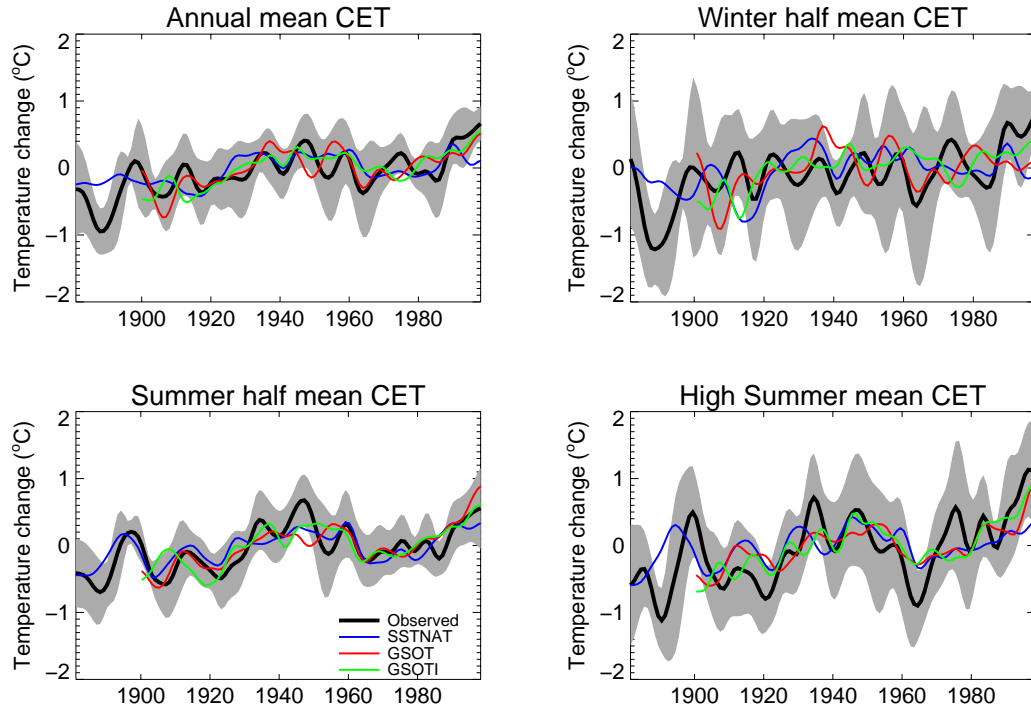 Annual mean CET
Temperature change (°C)
2
1
0
−1
−2
1900 1920 1940 1960 1980
Winter half mean CET
Temperature change (°C)
2
1
0
−1
−2
1900 1920 1940 1960 1980
Summer half mean CET
Temperature change (°C)
2
1
0
−1
−2
Observed
SSTNAT
GSOT
GSOTI
1900 1920 1940 1960 1980
High Summer mean CET
Temperature change (°C)
2
1
0
−1
−2
1900 1920 1940 1960 1980